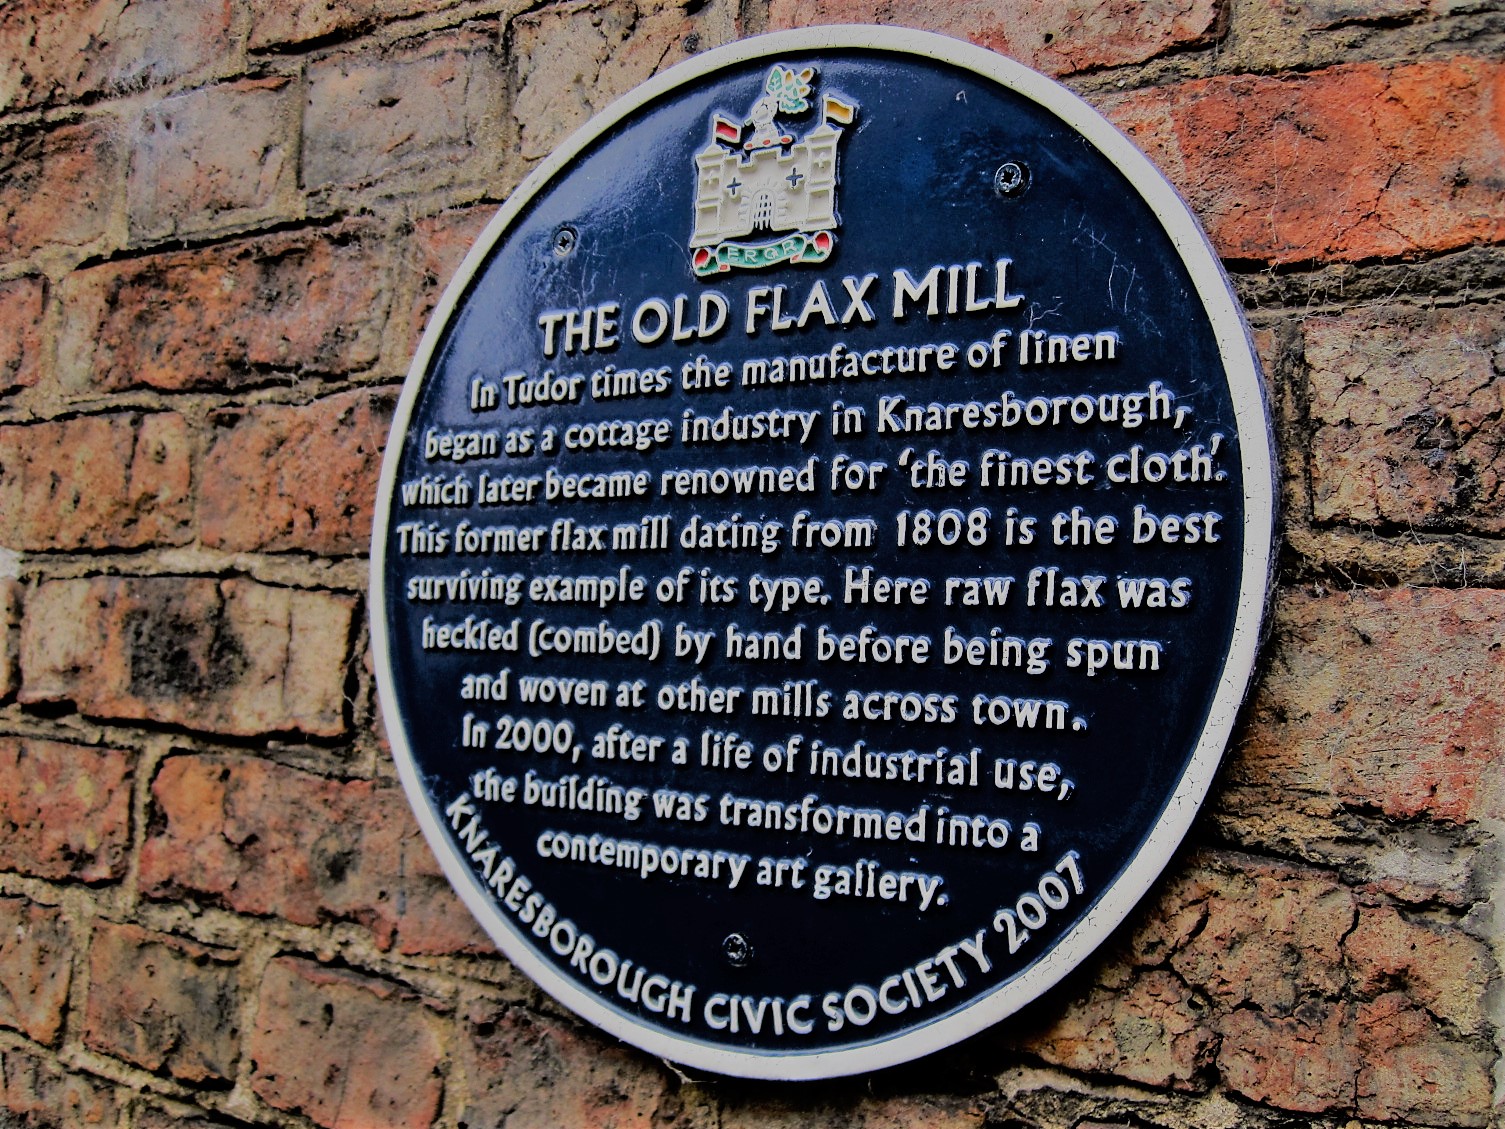 ERGR
THE OLD FLAX MILL
In Tudor times the manufacture of linen
began as a cottage industry in Knaresborough,
which later became renowned for 'the finest cloth'.
This former flax mill dating from 1808 is the best
surviving example of its type. Here raw flax was
heckled (combed) by hand before being spun
and woven at other mills across town.
In 2000, after a life of industrial use,
the building was transformed into a
contemporary art gallery.
KNARESBOROUGH CIVIC SOCIETY 2007